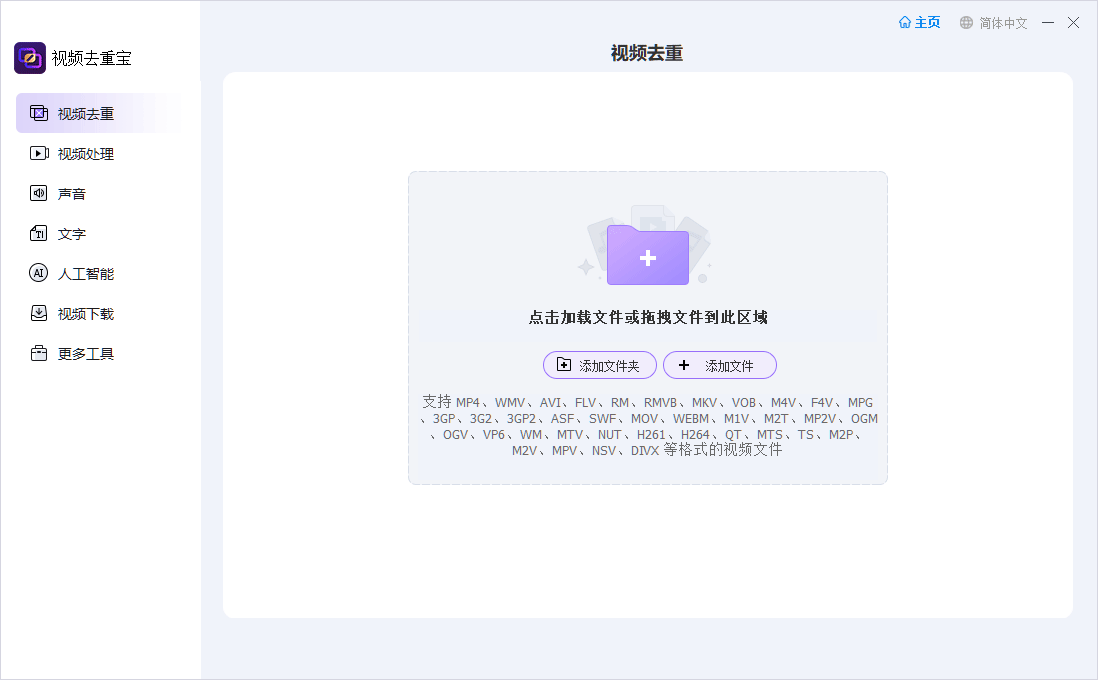 主页
简体中文
视频去重宝
视频去重
视频去重
视频处理
声音
文字
AI
人工智能
视频下载
更多工具
点击加载文件或拖拽文件到此区域
添加文件夹
添加文件
支持 MP4、WMV、AVI、FLV、RM、RMVB、MKV、VOB、M4V、F4V、MPG
、3GP、3G2、3GP2、ASF、SWF、MOV、WEBM、M1V、M2T、MP2V、OGM
、OGV、VP6、WM、MTV、NUT、H261、H264、QT、MTS、TS、M2P、
M2V、MPV、NSV、DIVX 等格式的视频文件